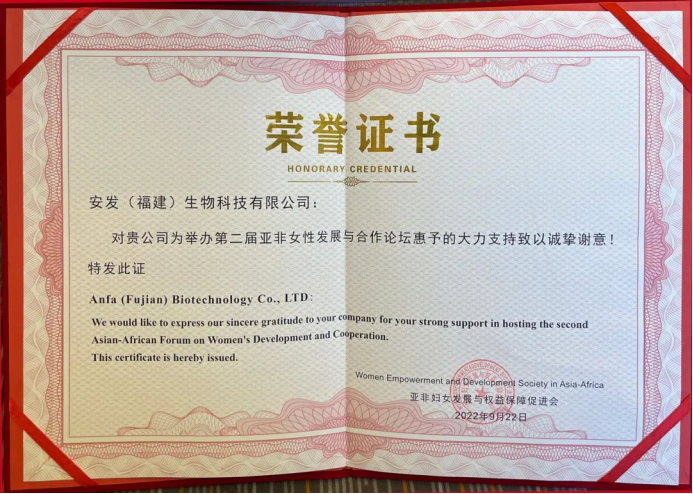 荣誉证书
HONORARY CREDENTIAL
安发（福建）生物科技有限公司：
对贵公司为举办第二届亚非女性发展与合作论坛惠予的大力支持致以诚挚谢意！
特发此证
Anfa (Fujian) Biotechnology Co., LTD：
We would like to express our sincere gratitude to your company for your strong support in hosting the second
Asian-African Forum on Women's Development and Cooperation.
This certificate is hereby issued.
Women Empowerment and Development Society in Asia-Africa
亚非妇女发展与权益保障促进会
2022年9月22日